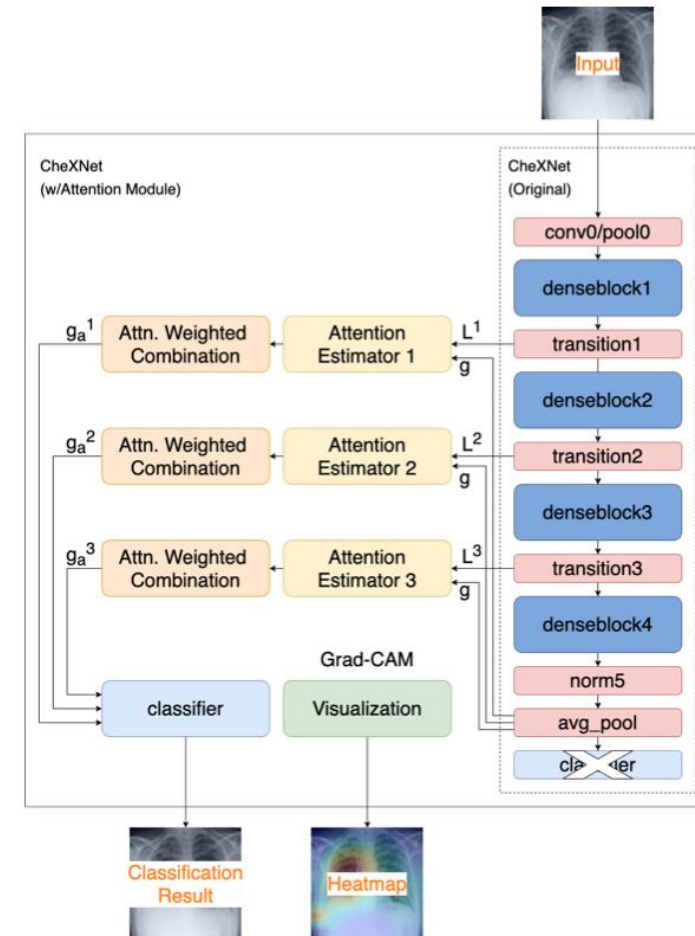 Input
CheXNet
(w/Attention Module)
CheXNet
(Original)
conv0/pool0
denseblock1
g_a^1
Attn. Weighted
Combination
Attention
Estimator 1
L^1
g
transition1
denseblock2
g_a^2
Attn. Weighted
Combination
Attention
Estimator 2
L^2
g
transition2
denseblock3
g_a^3
Attn. Weighted
Combination
Attention
Estimator 3
L^3
g
transition3
denseblock4
Grad-CAM
norm5
classifier
Visualization
avg_pool
Classification
Result
Heatmap